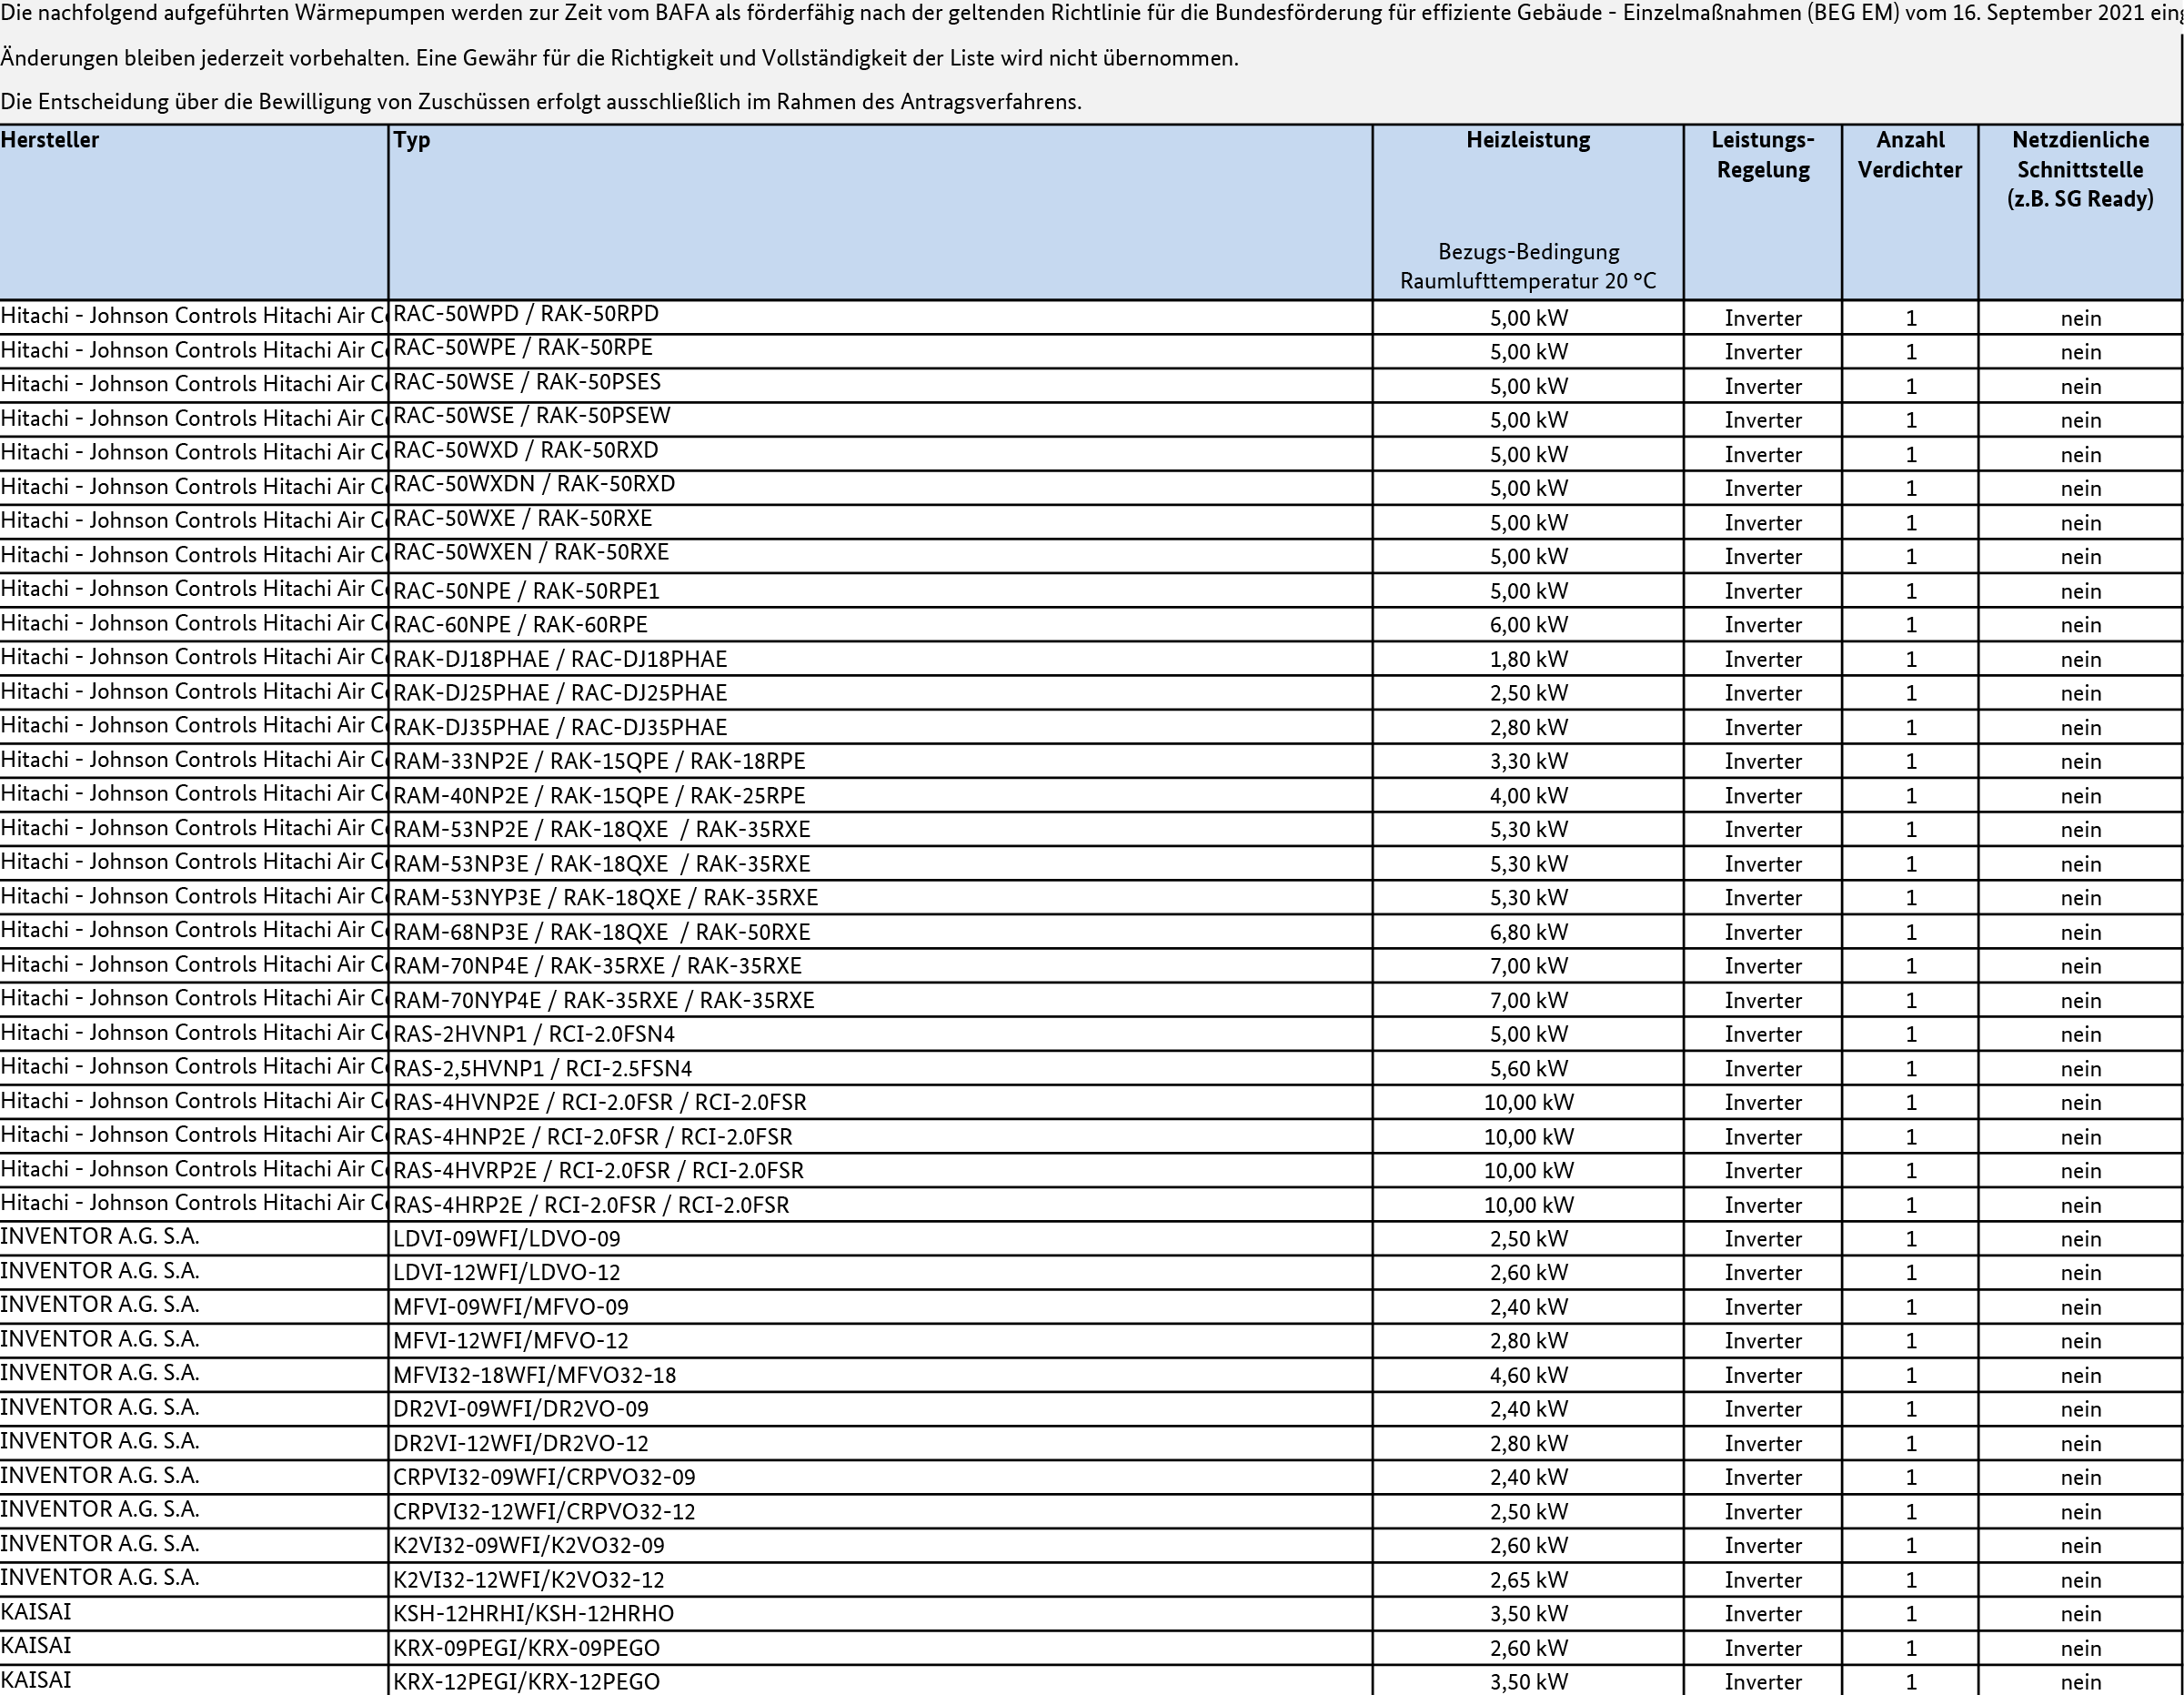 Die nachfolgend aufgeführten Wärmepumpen werden zur Zeit vom BAFA als förderfähig nach der geltenden Richtlinie für die Bundesförderung für effiziente Gebäude - Einzelmaßnahmen (BEG EM) vom 16. September 2021
Änderungen bleiben jederzeit vorbehalten. Eine Gewähr für die Richtigkeit und Vollständigkeit der Liste wird nicht übernommen.
Die Entscheidung über die Bewilligung von Zuschüssen erfolgt ausschließlich im Rahmen des Antragsverfahrens.
Hersteller Typ Heizleistung Leistungs- Anzahl Netzdienliche
Regelung Verdichter Schnittstelle
(z.B. SG Ready)
Bezugs-Bedingung
Raumlufttemperatur 20 °C
Hitachi - Johnson Controls Hitachi Air RAC-50WPD / RAK-50RPD 5,00 kW Inverter 1 nein
Hitachi - Johnson Controls Hitachi Air RAC-50WPE / RAK-50RPE 5,00 kW Inverter 1 nein
Hitachi - Johnson Controls Hitachi Air RAC-50WSE / RAK-50PSES 5,00 kW Inverter 1 nein
Hitachi - Johnson Controls Hitachi Air RAC-50WSE / RAK-50PSEW 5,00 kW Inverter 1 nein
Hitachi - Johnson Controls Hitachi Air RAC-50WXD / RAK-50RXD 5,00 kW Inverter 1 nein
Hitachi - Johnson Controls Hitachi Air RAC-50WXDN / RAK-50RXD 5,00 kW Inverter 1 nein
Hitachi - Johnson Controls Hitachi Air RAC-50WXE / RAK-50RXE 5,00 kW Inverter 1 nein
Hitachi - Johnson Controls Hitachi Air RAC-50WXEN / RAK-50RXE 5,00 kW Inverter 1 nein
Hitachi - Johnson Controls Hitachi Air RAC-50NPE / RAK-50RPE1 5,00 kW Inverter 1 nein
Hitachi - Johnson Controls Hitachi Air RAC-60NPE / RAK-60RPE 6,00 kW Inverter 1 nein
Hitachi - Johnson Controls Hitachi Air RAK-DJ18PHAE / RAC-DJ18PHAE 1,80 kW Inverter 1 nein
Hitachi - Johnson Controls Hitachi Air RAK-DJ25PHAE / RAC-DJ25PHAE 2,50 kW Inverter 1 nein
Hitachi - Johnson Controls Hitachi Air RAK-DJ35PHAE / RAC-DJ35PHAE 2,80 kW Inverter 1 nein
Hitachi - Johnson Controls Hitachi Air RAM-33NP2E / RAK-15QPE / RAK-18RPE 3,30 kW Inverter 1 nein
Hitachi - Johnson Controls Hitachi Air RAM-40NP2E / RAK-15QPE / RAK-25RPE 4,00 kW Inverter 1 nein
Hitachi - Johnson Controls Hitachi Air RAM-53NP2E / RAK-18QXE / RAK-35RXE 5,30 kW Inverter 1 nein
Hitachi - Johnson Controls Hitachi Air RAM-53NP3E / RAK-18QXE / RAK-35RXE 5,30 kW Inverter 1 nein
Hitachi - Johnson Controls Hitachi Air RAM-53NYP3E / RAK-18QXE / RAK-35RXE 5,30 kW Inverter 1 nein
Hitachi - Johnson Controls Hitachi Air RAM-68NP3E / RAK-18QXE / RAK-50RXE 6,80 kW Inverter 1 nein
Hitachi - Johnson Controls Hitachi Air RAM-70NP4E / RAK-35RXE / RAK-35RXE 7,00 kW Inverter 1 nein
Hitachi - Johnson Controls Hitachi Air RAM-70NYP4E / RAK-35RXE / RAK-35RXE 7,00 kW Inverter 1 nein
Hitachi - Johnson Controls Hitachi Air RAS-2HVNP1 / RCI-2.0FSN4 5,00 kW Inverter 1 nein
Hitachi - Johnson Controls Hitachi Air RAS-2,5HVNP1 / RCI-2.5FSN4 5,60 kW Inverter 1 nein
Hitachi - Johnson Controls Hitachi Air RAS-4HVNP2E / RCI-2.0FSR / RCI-2.0FSR 10,00 kW Inverter 1 nein
Hitachi - Johnson Controls Hitachi Air RAS-4HNP2E / RCI-2.0FSR / RCI-2.0FSR 10,00 kW Inverter 1 nein
Hitachi - Johnson Controls Hitachi Air RAS-4HVRP2E / RCI-2.0FSR / RCI-2.0FSR 10,00 kW Inverter 1 nein
Hitachi - Johnson Controls Hitachi Air RAS-4HRP2E / RCI-2.0FSR / RCI-2.0FSR 10,00 kW Inverter 1 nein
INVENTOR A.G. S.A. LDVI-09WFI/LDVO-09 2,50 kW Inverter 1 nein
INVENTOR A.G. S.A. LDVI-12WFI/LDVO-12 2,60 kW Inverter 1 nein
INVENTOR A.G. S.A. MFVI-09WFI/MFVO-09 2,40 kW Inverter 1 nein
INVENTOR A.G. S.A. MFVI-12WFI/MFVO-12 2,80 kW Inverter 1 nein
INVENTOR A.G. S.A. MFVI32-18WFI/MFVO32-18 4,60 kW Inverter 1 nein
INVENTOR A.G. S.A. DR2VI-09WFI/DR2VO-09 2,40 kW Inverter 1 nein
INVENTOR A.G. S.A. DR2VI-12WFI/DR2VO-12 2,80 kW Inverter 1 nein
INVENTOR A.G. S.A. CRPVI32-09WFI/CRPVO32-09 2,40 kW Inverter 1 nein
INVENTOR A.G. S.A. CRPVI32-12WFI/CRPVO32-12 2,50 kW Inverter 1 nein
INVENTOR A.G. S.A. K2VI32-09WFI/K2VO32-09 2,60 kW Inverter 1 nein
INVENTOR A.G. S.A. K2VI32-12WFI/K2VO32-12 2,65 kW Inverter 1 nein
KAISAI KSH-12HRHI/KSH-12HRHO 3,50 kW Inverter 1 nein
KAISAI KRX-09PEGI/KRX-09PEGO 2,60 kW Inverter 1 nein
KAISAI KRX-12PEGI/KRX-12PEGO 3,50 kW Inverter 1 nein